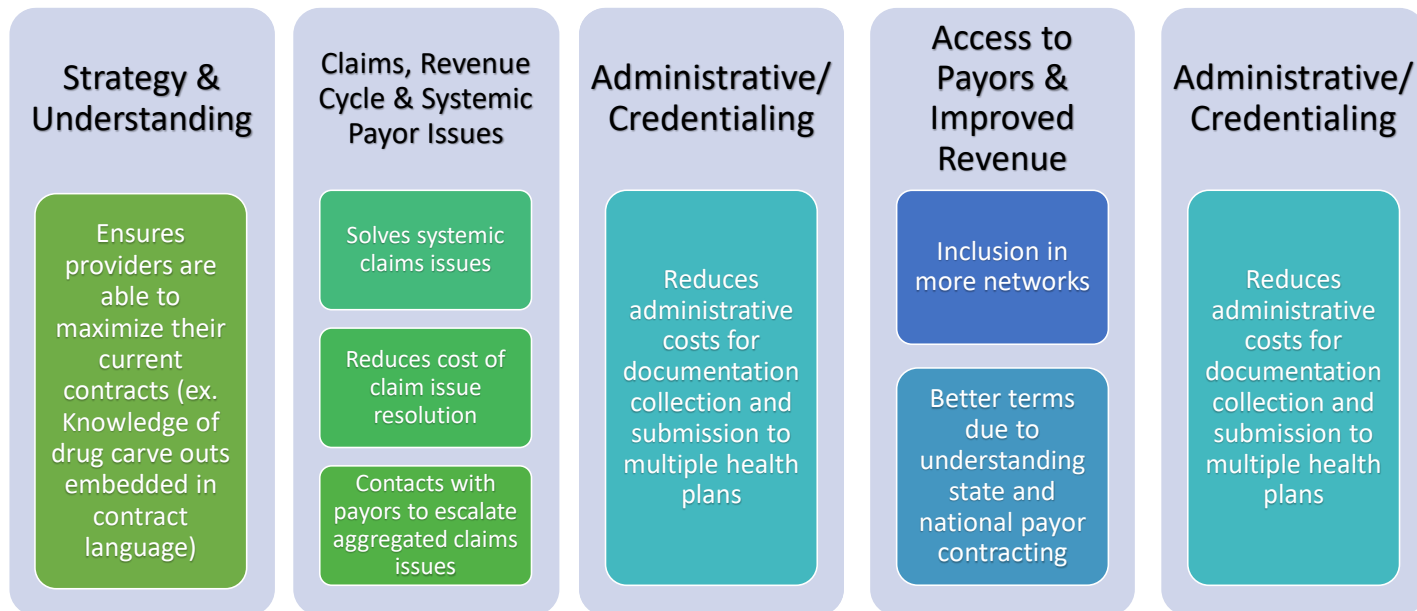 Strategy &
Understanding
Ensures
providers are
able to
maximize their
current
contracts (ex.
Knowledge of
drug carve outs
embedded in
contract
language)
Claims, Revenue
Cycle & Systemic
Payor Issues
Solves systemic
claims issues
Reduces cost of
claim issue
resolution
Contacts with
payors to escalate
aggregated claims
issues
Administrative/
Credentialing
Reduces
administrative
costs for
documentation
collection and
submission to
multiple health
plans
Access to
Payors &
Improved
Revenue
Inclusion in
more networks
Better terms
due to
understanding
state and
national payor
contracting
Administrative/
Credentialing
Reduces
administrative
costs for
documentation
collection and
submission to
multiple health
plans